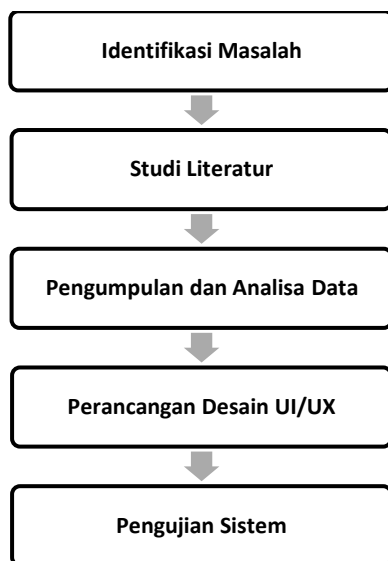 Identifikasi Masalah
Studi Literatur
Pengumpulan dan Analisa Data
Perancangan Desain UI/UX
Pengujian Sistem